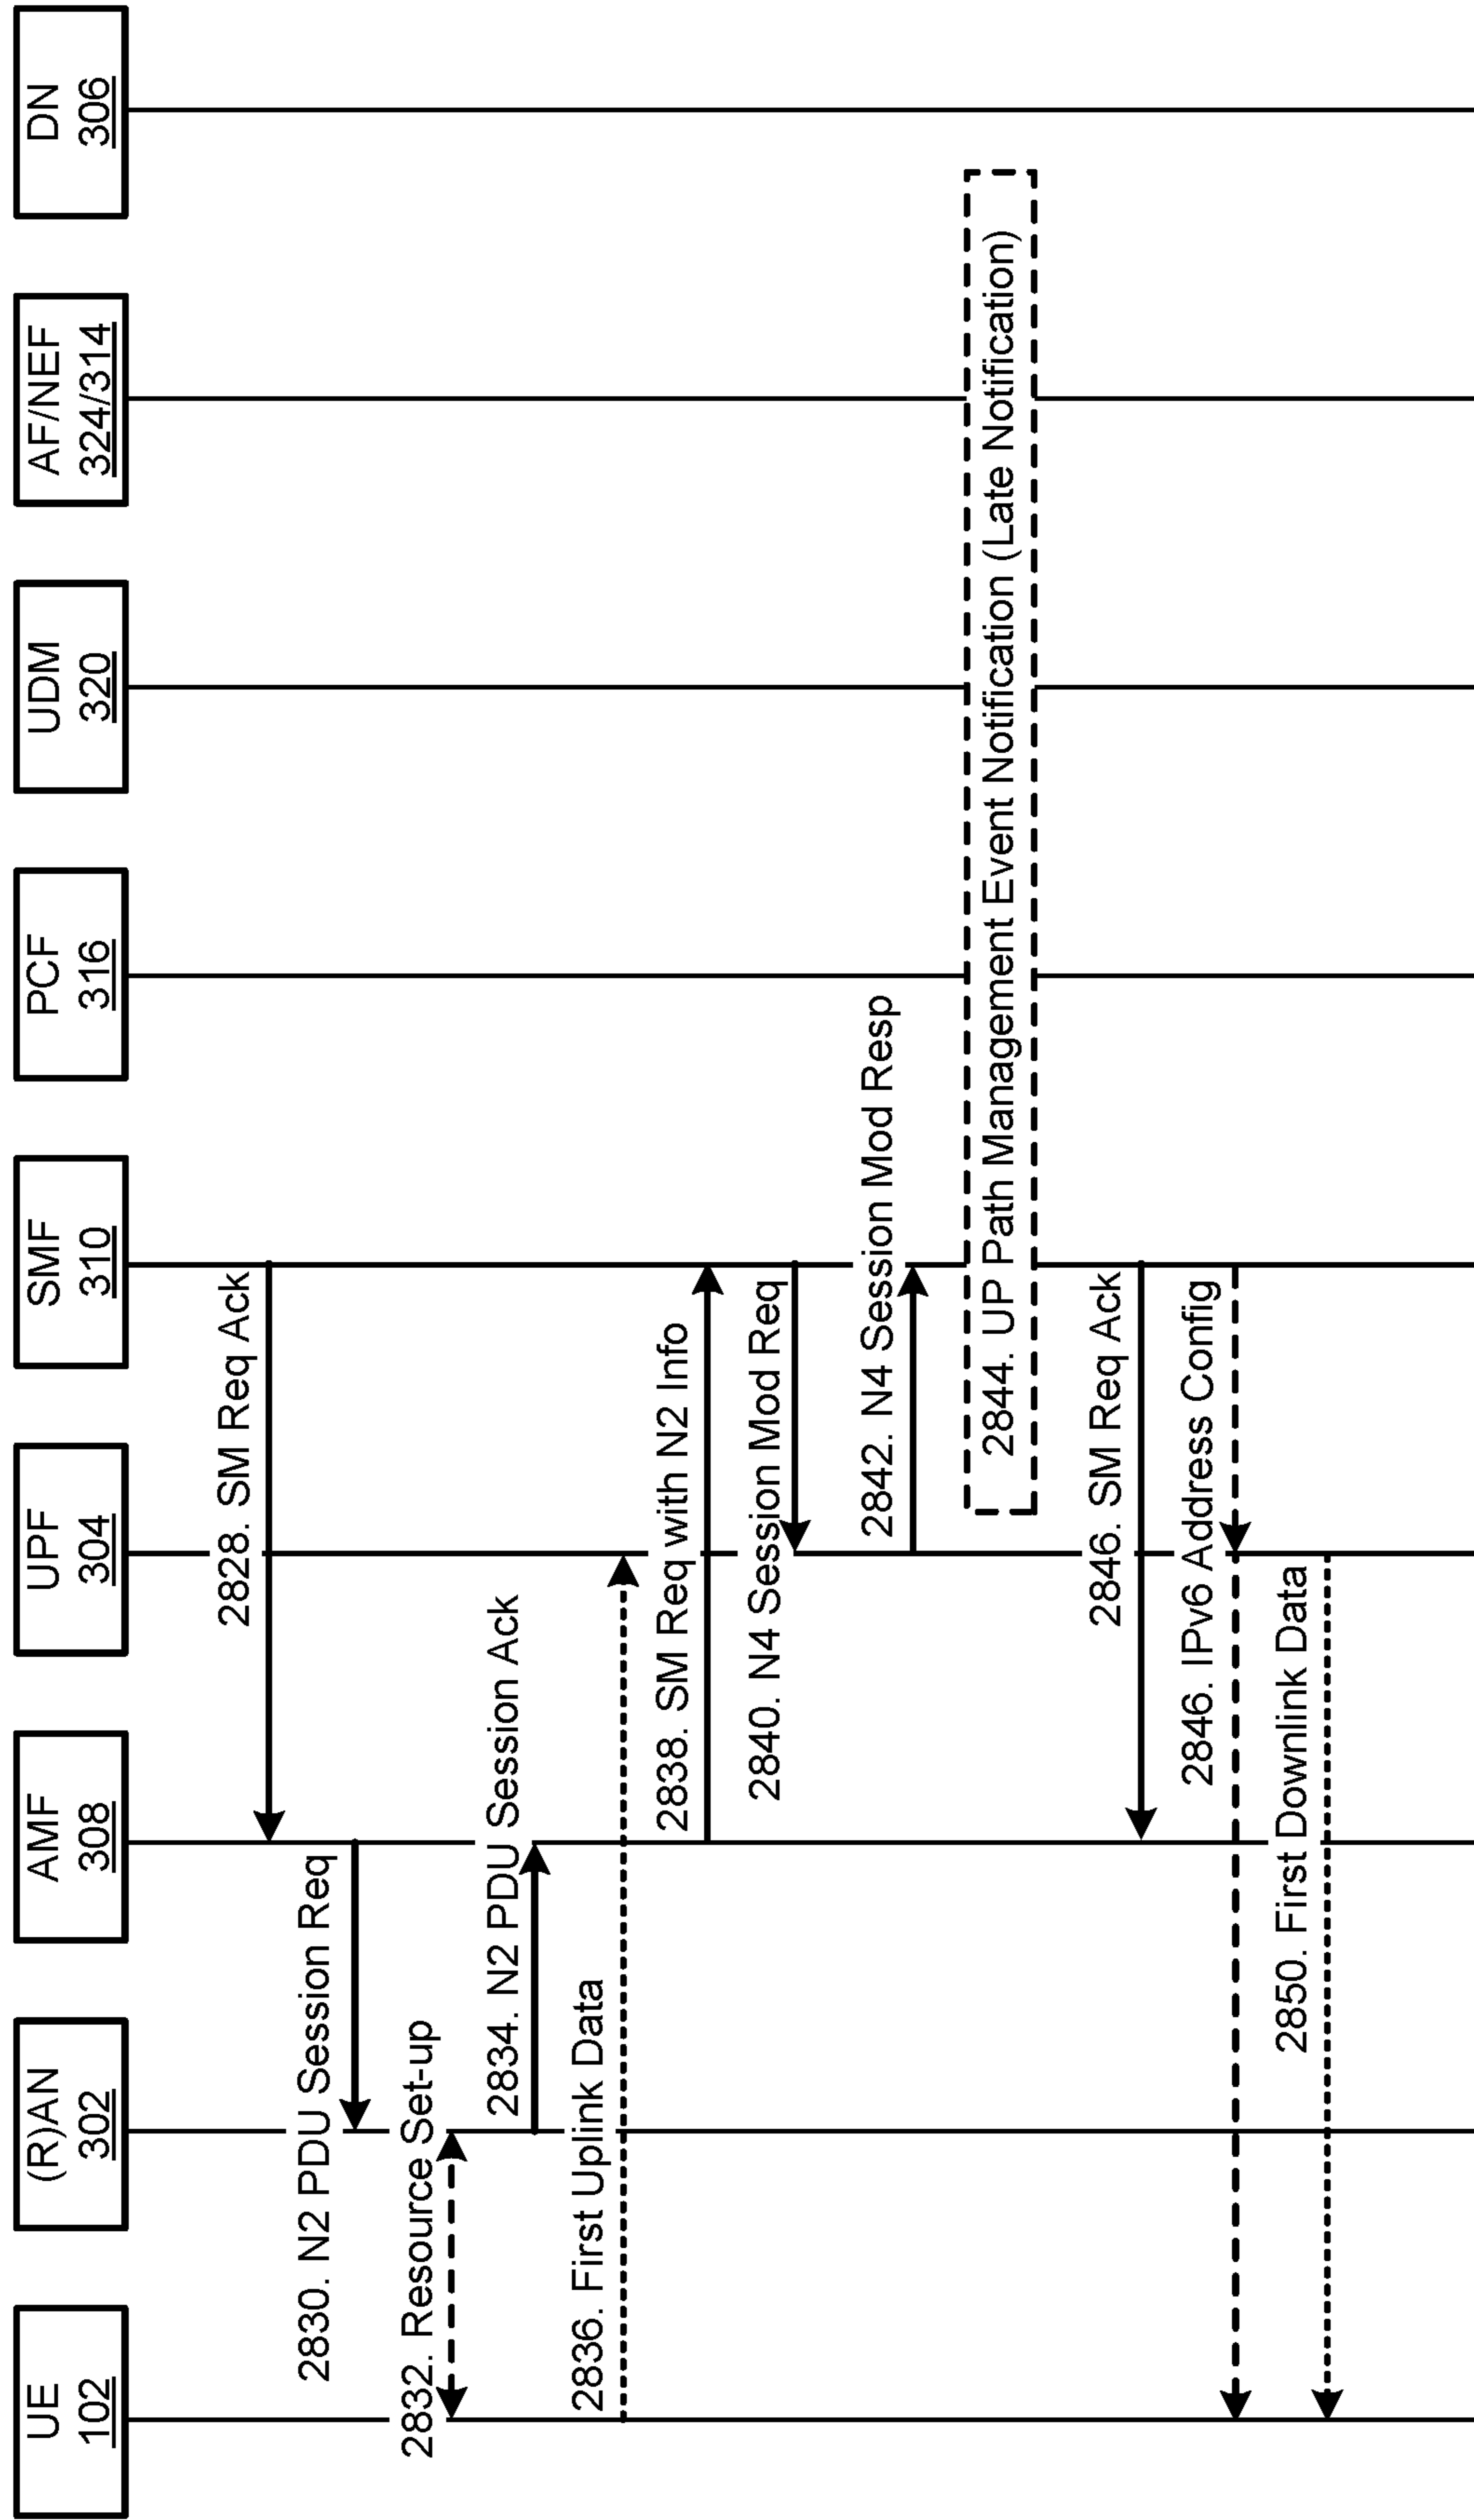 UE
102
(R)AN
302
AMF
308
UPF
304
SMF
310
PCF
316
UDM
320
AF/NEF
324/314
DN
306
2828. SM Req Ack
2830. N2 PDU Session Req
2832. Resource Set-up
2834. N2 PDU Session Ack
2836. First Uplink Data
2838. SM Req with N2 Info
2840. N4 Session Mod Req
2842. N4 Session Mod Resp
2844. UP Path Management Event Notification (Late Notification)
2846. SM Req Ack
2846. IPv6 Address Config
2850. First Downlink Data